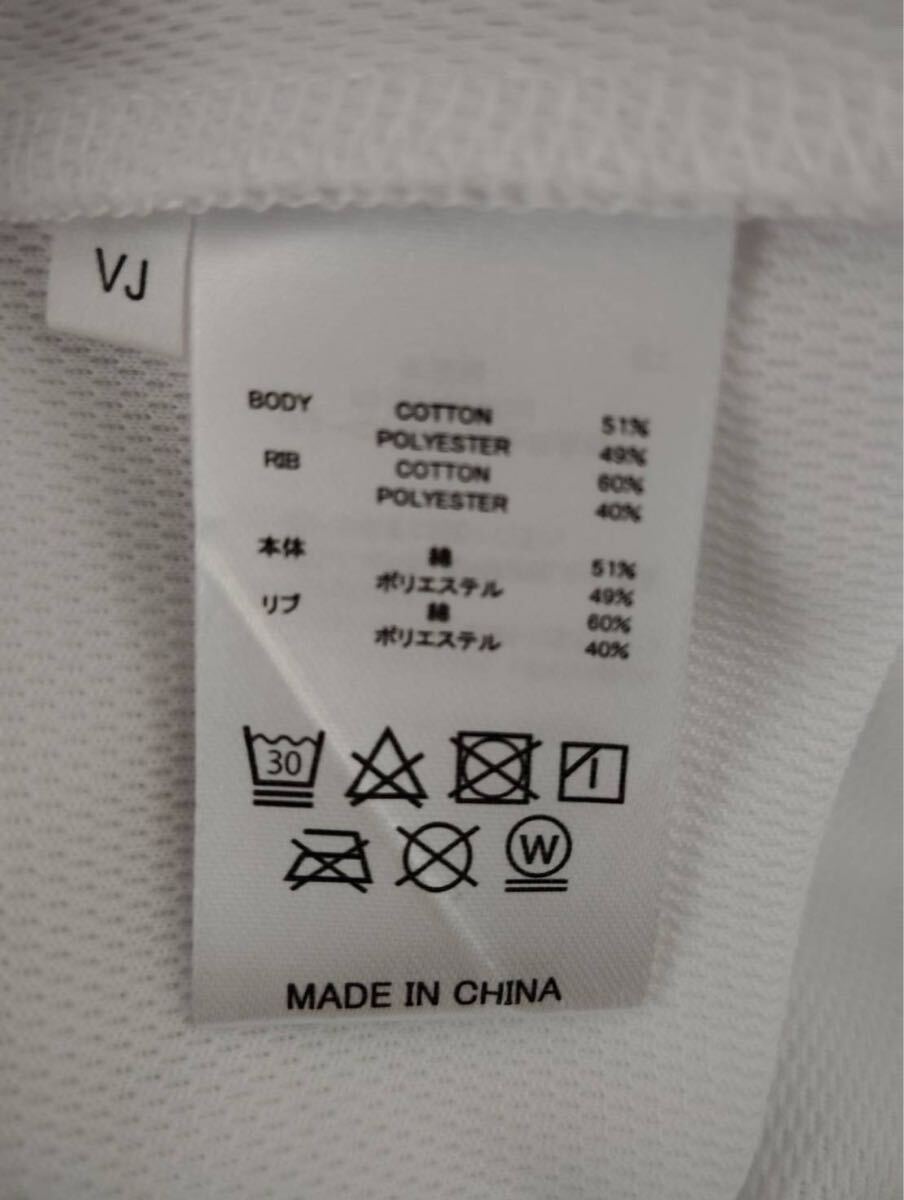 VJ
BODY COTTON 51%
POLYESTER 49%
RIB COTTON 60%
POLYESTER 40%
本体 綿 51%
ポリエステル 49%
リブ 綿 60%
ポリエステル 40%
30
W
MADE IN CHINA